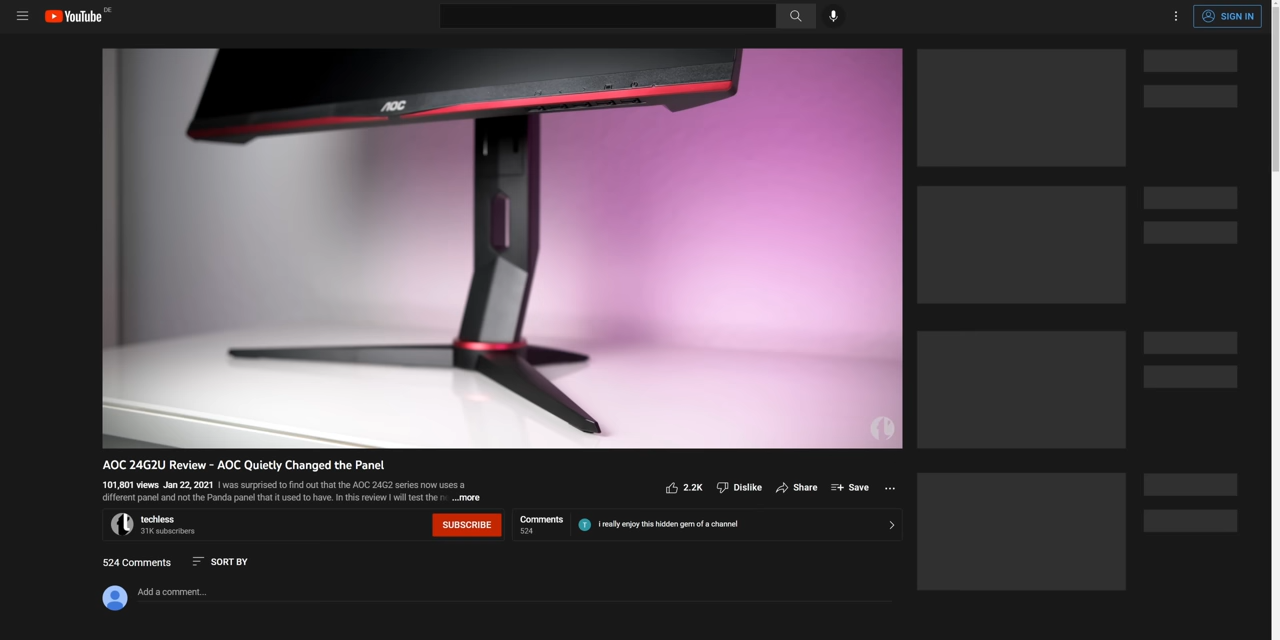 YouTube DE
SIGN IN
AOC
AOC 24G2U Review - AOC Quietly Changed the Panel
101,801 views Jan 22, 2021 I was surprised to find out that the AOC 24G2 series now uses a
different panel and not the Panda panel that it used to have. In this review I will test the ...more
2.2K Dislike Share Save
techless
31K subscribers
SUBSCRIBE
Comments
524
T i really enjoy this hidden gem of a channel
524 Comments SORT BY
Add a comment...